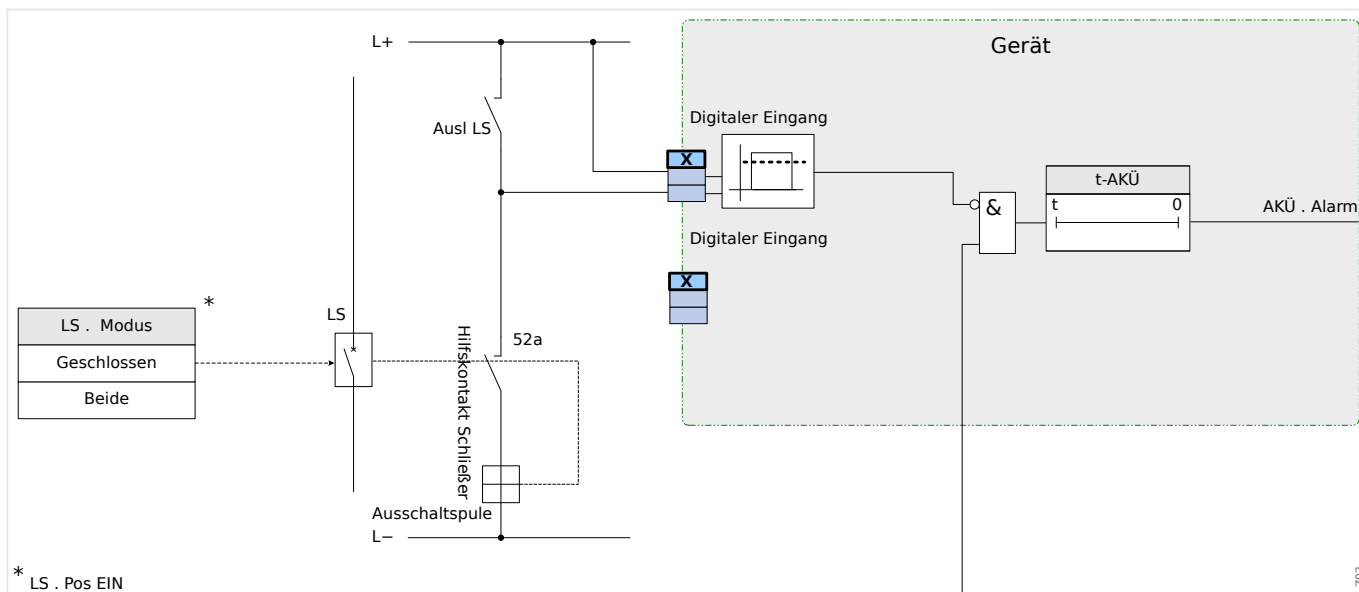 L+
Gerät
Ausl LS
Digitaler Eingang
X
t-AKÜ
t 0
&
AKÜ . Alarm
Digitaler Eingang
X
*
LS . Modus
Geschlossen
Beide
LS
52a
Hilfskontakt Schließer
Ausschaltspule
L−
* LS . Pos EIN